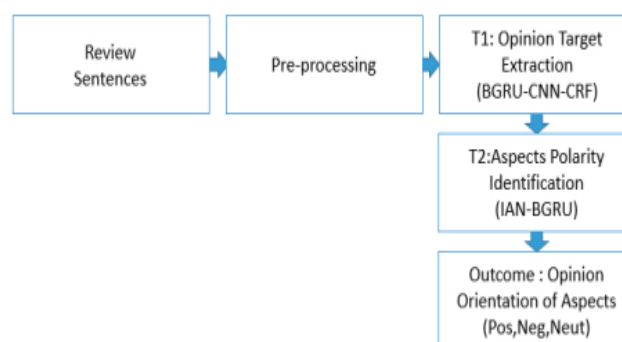 Review
Sentences
Pre-processing
T1: Opinion Target
Extraction
(BGRU-CNN-CRF)
T2:Aspects Polarity
Identification
(IAN-BGRU)
Outcome : Opinion
Orientation of Aspects
(Pos,Neg,Neut)